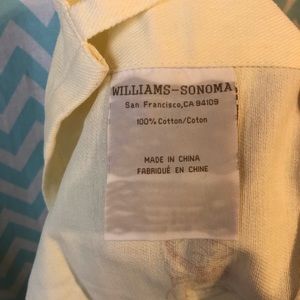 WILLIAMS-SONOMA
San Francisco,CA 94109
100% Cotton/Coton
MADE IN CHINA
FABRIQUÉ EN CHINE